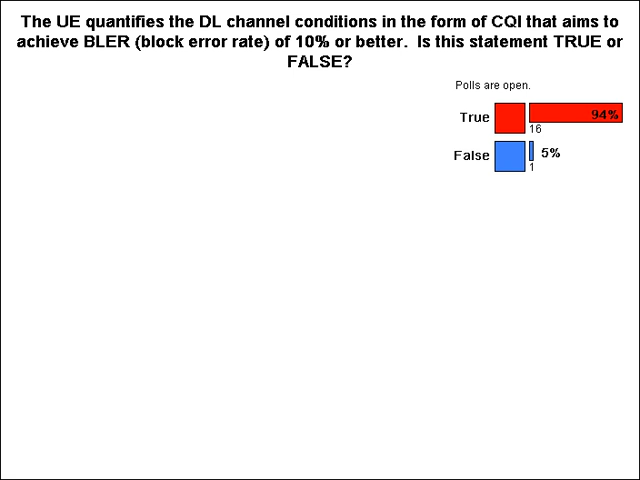 The UE quantifies the DL channel conditions in the form of CQI that aims to
achieve BLER (block error rate) of 10% or better.  Is this statement TRUE or
FALSE?
Polls are open.
True 94%
16
False 5%
1